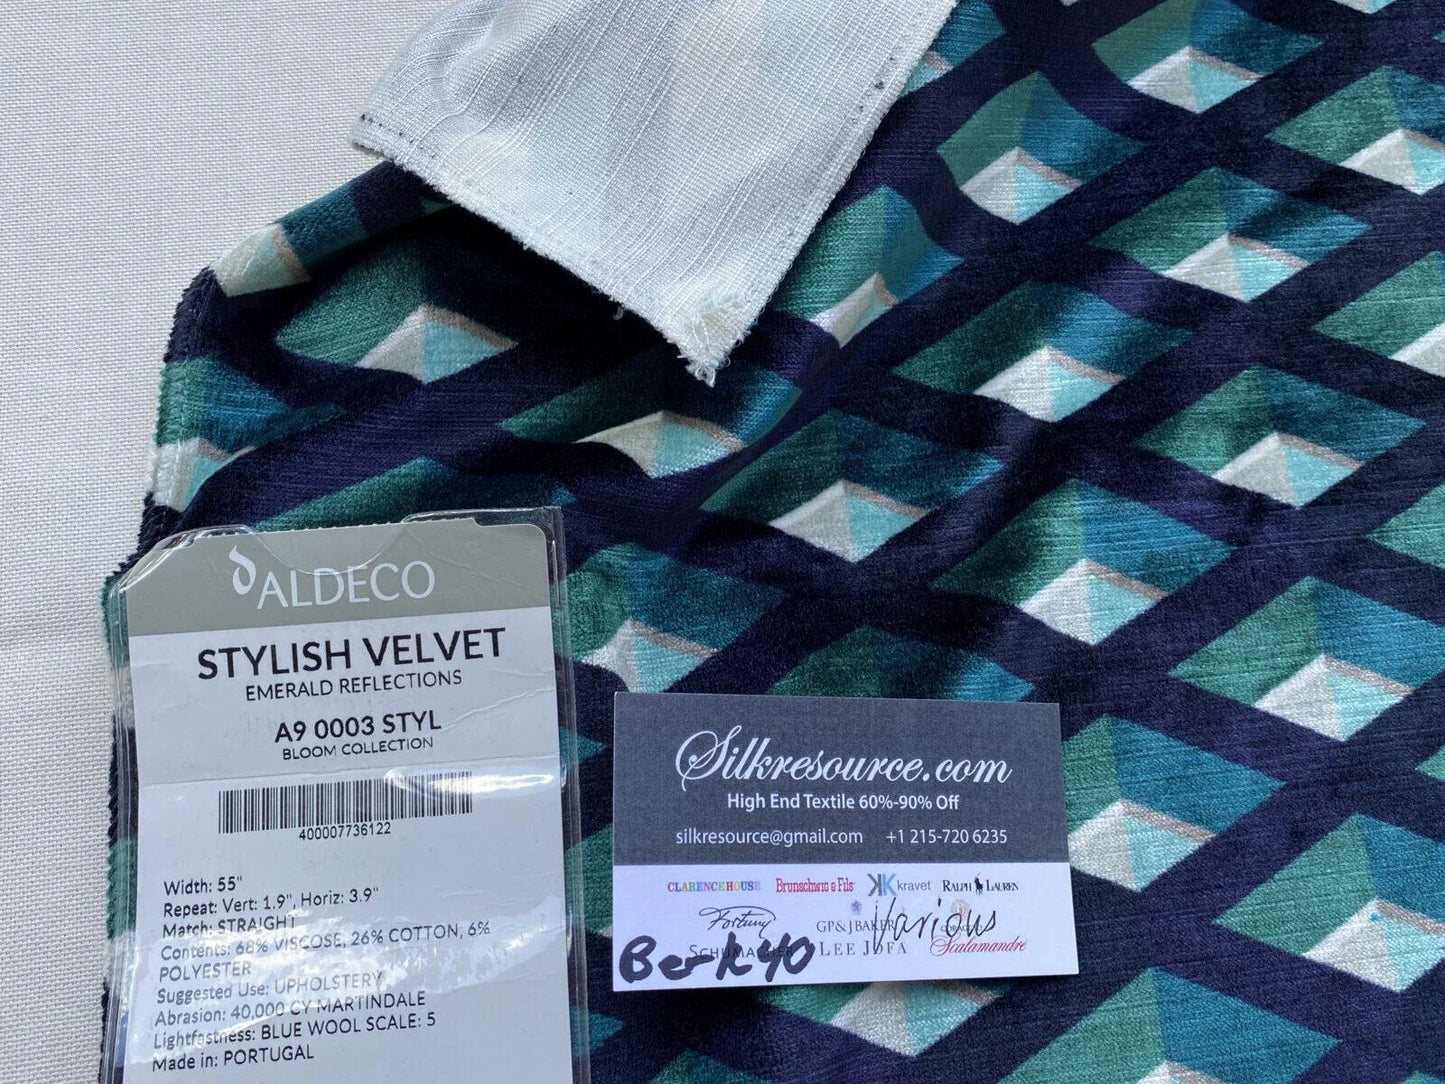 ALDECO
STYLISH VELVET
EMERALD REFLECTIONS
A9 0003 STYL
BLOOM COLLECTION
400007736122
Width: 55"
Repeat: Vert: 1.9", Horiz: 3.9"
Match: STRAIGHT
Contents: 68% VISCOSE, 26% COTTON, 6%
POLYESTER
Suggested Use: UPHOLSTERY
Abrasion: 40,000 CY MARTINDALE
Lightfastness: BLUE WOOL SCALE: 5
Made in: PORTUGAL
Silkresource.com
High End Textile 60%-90% Off
silkresource@gmail.com +1 215-720 6235
CLARENCE HOUSE Brunschwig & Fils kravet RALPH LAUREN
Fortuny GP & J BAKER Various
SCHUMACHER LEE JOFA Scalamandre